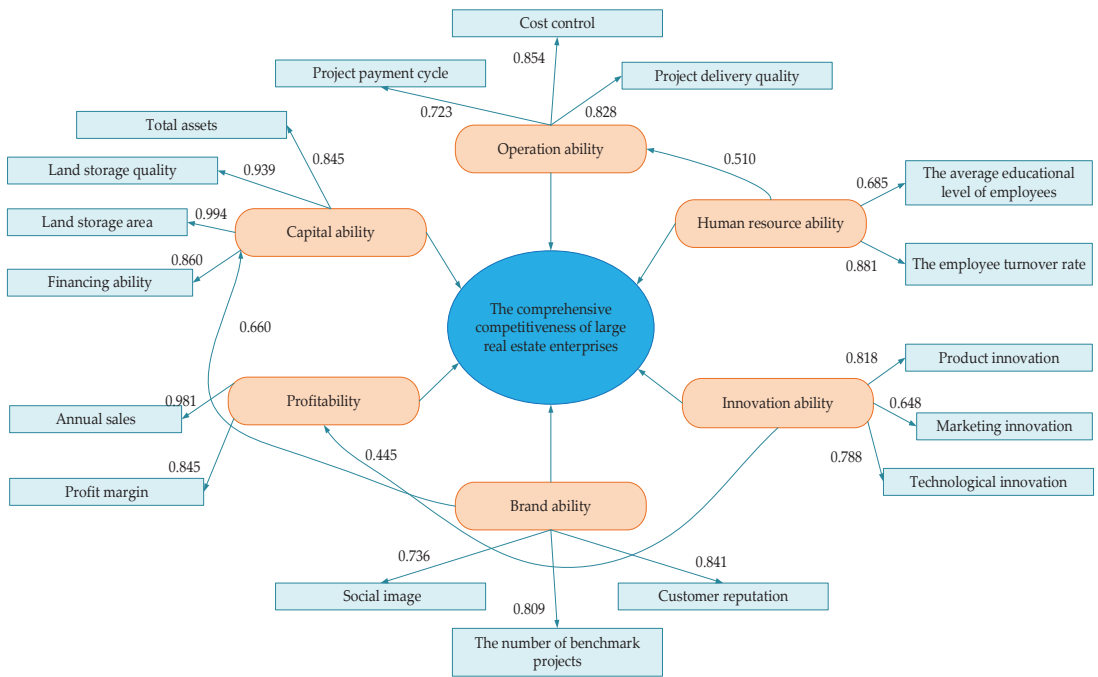 Cost control
0.854
Project payment cycle
Project delivery quality
0.723
0.828
Total assets
Operation ability
0.845
0.510
Land storage quality
0.939
The average educational
level of employees
0.685
Land storage area
0.994
Capital ability
Human resource ability
0.860
0.881
The employee turnover rate
Financing ability
The comprehensive
competitiveness of large
real estate enterprises
0.660
0.818
Product innovation
0.981
Profitability
Innovation ability
0.648
Annual sales
Marketing innovation
0.445
0.788
0.845
Profit margin
Technological innovation
Brand ability
0.736
0.841
Social image
Customer reputation
0.809
The number of benchmark
projects